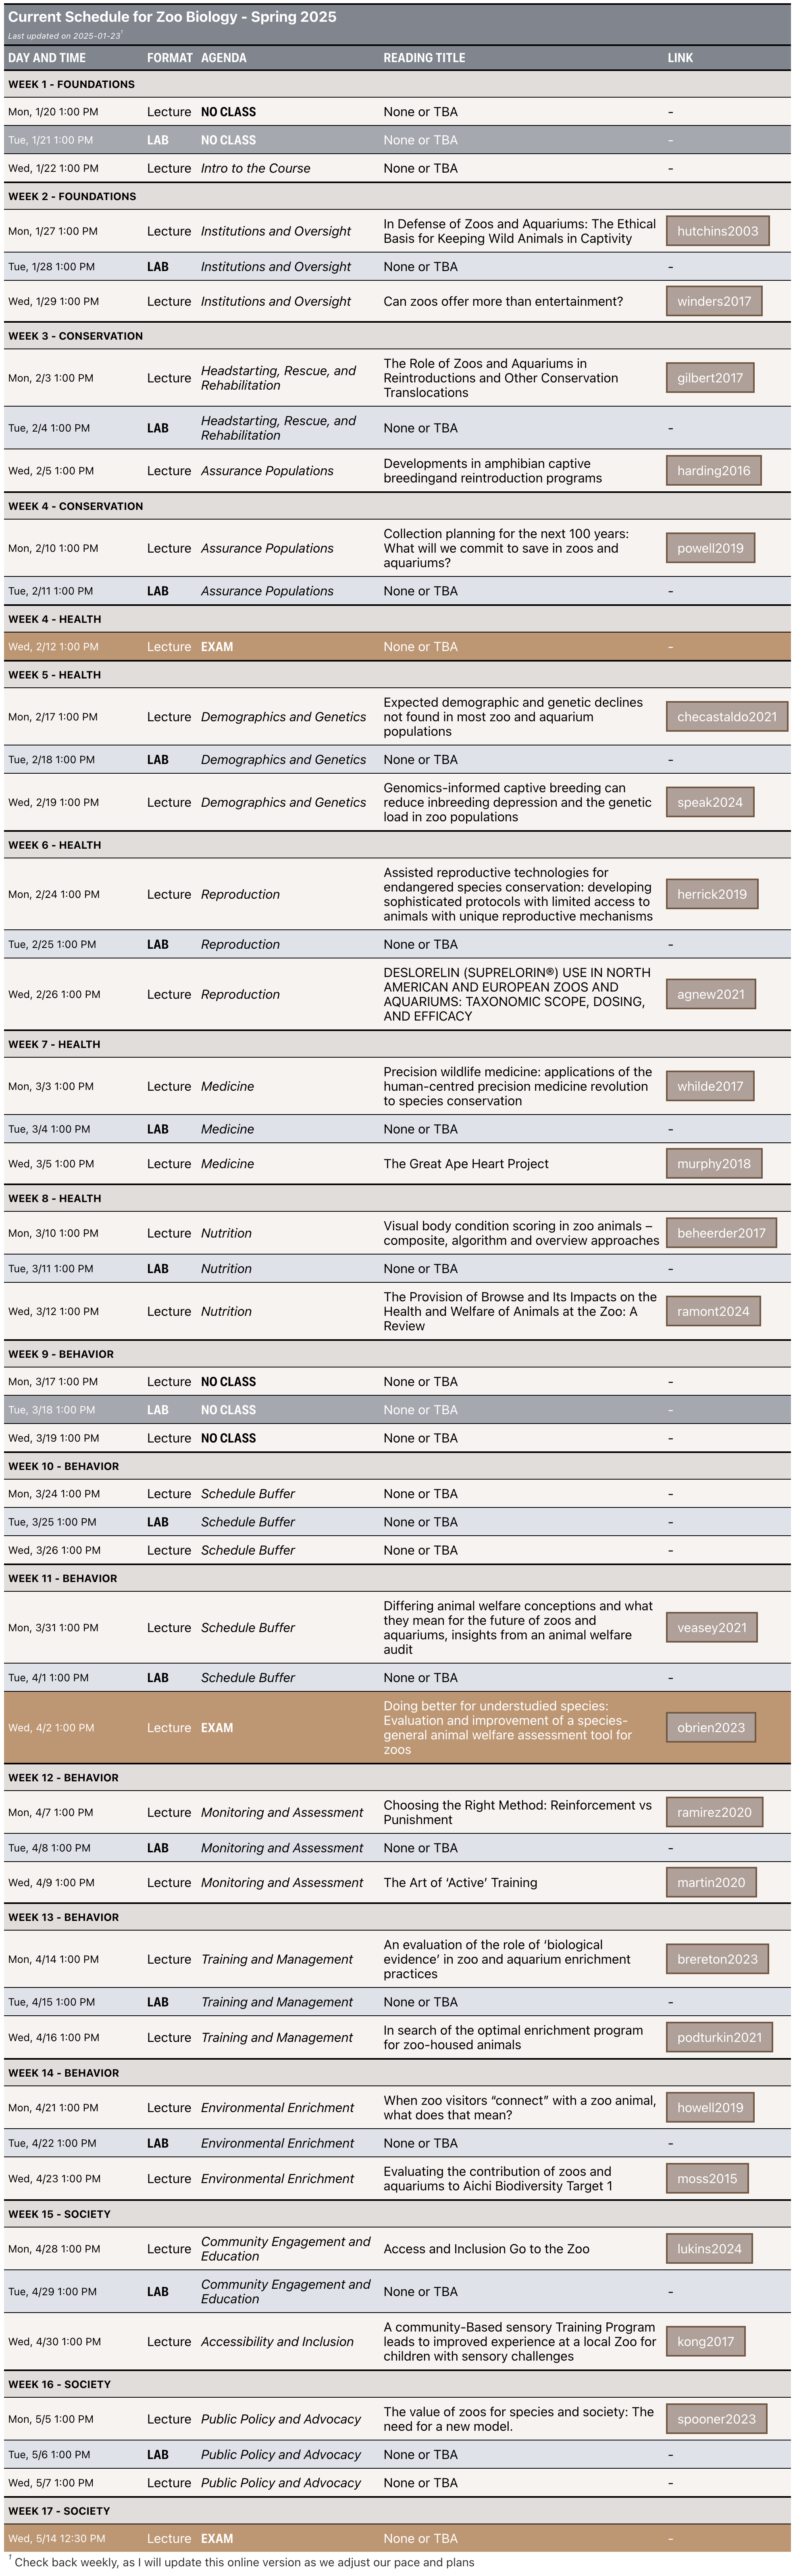 Current Schedule for Zoo Biology - Spring 2025
Last updated on 2025-01-23¹
DAY AND TIME FORMAT AGENDA READING TITLE LINK
WEEK 1 - FOUNDATIONS
Mon, 1/20 1:00 PM Lecture NO CLASS None or TBA -
Tue, 1/21 1:00 PM LAB NO CLASS None or TBA -
Wed, 1/22 1:00 PM Lecture Intro to the Course None or TBA -
WEEK 2 - FOUNDATIONS
Mon, 1/27 1:00 PM Lecture Institutions and Oversight In Defense of Zoos and Aquariums: The Ethical
Basis for Keeping Wild Animals in Captivity hutchins2003
Tue, 1/28 1:00 PM LAB Institutions and Oversight None or TBA -
Wed, 1/29 1:00 PM Lecture Institutions and Oversight Can zoos offer more than entertainment? winders2017
WEEK 3 - CONSERVATION
Mon, 2/3 1:00 PM Lecture Headstarting, Rescue, and
Rehabilitation The Role of Zoos and Aquariums in
Reintroductions and Other Conservation
Translocations gilbert2017
Tue, 2/4 1:00 PM LAB Headstarting, Rescue, and
Rehabilitation None or TBA -
Wed, 2/5 1:00 PM Lecture Assurance Populations Developments in amphibian captive
breedingand reintroduction programs harding2016
WEEK 4 - CONSERVATION
Mon, 2/10 1:00 PM Lecture Assurance Populations Collection planning for the next 100 years:
What will we commit to save in zoos and
aquariums? powell2019
Tue, 2/11 1:00 PM LAB Assurance Populations None or TBA -
WEEK 4 - HEALTH
Wed, 2/12 1:00 PM Lecture EXAM None or TBA -
WEEK 5 - HEALTH
Mon, 2/17 1:00 PM Lecture Demographics and Genetics Expected demographic and genetic declines
not found in most zoo and aquarium
populations checastaldo2021
Tue, 2/18 1:00 PM LAB Demographics and Genetics None or TBA -
Wed, 2/19 1:00 PM Lecture Demographics and Genetics Genomics-informed captive breeding can
reduce inbreeding depression and the genetic
load in zoo populations speak2024
WEEK 6 - HEALTH
Mon, 2/24 1:00 PM Lecture Reproduction Assisted reproductive technologies for
endangered species conservation: developing
sophisticated protocols with limited access to
animals with unique reproductive mechanisms herrick2019
Tue, 2/25 1:00 PM LAB Reproduction None or TBA -
Wed, 2/26 1:00 PM Lecture Reproduction DESLORELIN (SUPRELORIN®) USE IN NORTH
AMERICAN AND EUROPEAN ZOOS AND
AQUARIUMS: TAXONOMIC SCOPE, DOSING,
AND EFFICACY agnew2021
WEEK 7 - HEALTH
Mon, 3/3 1:00 PM Lecture Medicine Precision wildlife medicine: applications of the
human-centred precision medicine revolution
to species conservation whilde2017
Tue, 3/4 1:00 PM LAB Medicine None or TBA -
Wed, 3/5 1:00 PM Lecture Medicine The Great Ape Heart Project murphy2018
WEEK 8 - HEALTH
Mon, 3/10 1:00 PM Lecture Nutrition Visual body condition scoring in zoo animals –
composite, algorithm and overview approaches beheerder2017
Tue, 3/11 1:00 PM LAB Nutrition None or TBA -
Wed, 3/12 1:00 PM Lecture Nutrition The Provision of Browse and Its Impacts on the
Health and Welfare of Animals at the Zoo: A
Review ramont2024
WEEK 9 - BEHAVIOR
Mon, 3/17 1:00 PM Lecture NO CLASS None or TBA -
Tue, 3/18 1:00 PM LAB NO CLASS None or TBA -
Wed, 3/19 1:00 PM Lecture NO CLASS None or TBA -
WEEK 10 - BEHAVIOR
Mon, 3/24 1:00 PM Lecture Schedule Buffer None or TBA -
Tue, 3/25 1:00 PM LAB Schedule Buffer None or TBA -
Wed, 3/26 1:00 PM Lecture Schedule Buffer None or TBA -
WEEK 11 - BEHAVIOR
Mon, 3/31 1:00 PM Lecture Schedule Buffer Differing animal welfare conceptions and what
they mean for the future of zoos and
aquariums, insights from an animal welfare
audit veasey2021
Tue, 4/1 1:00 PM LAB Schedule Buffer None or TBA -
Wed, 4/2 1:00 PM Lecture EXAM Doing better for understudied species:
Evaluation and improvement of a species-
general animal welfare assessment tool for
zoos obrien2023
WEEK 12 - BEHAVIOR
Mon, 4/7 1:00 PM Lecture Monitoring and Assessment Choosing the Right Method: Reinforcement vs
Punishment ramirez2020
Tue, 4/8 1:00 PM LAB Monitoring and Assessment None or TBA -
Wed, 4/9 1:00 PM Lecture Monitoring and Assessment The Art of ‘Active’ Training martin2020
WEEK 13 - BEHAVIOR
Mon, 4/14 1:00 PM Lecture Training and Management An evaluation of the role of ‘biological
evidence’ in zoo and aquarium enrichment
practices brereton2023
Tue, 4/15 1:00 PM LAB Training and Management None or TBA -
Wed, 4/16 1:00 PM Lecture Training and Management In search of the optimal enrichment program
for zoo-housed animals podturkin2021
WEEK 14 - BEHAVIOR
Mon, 4/21 1:00 PM Lecture Environmental Enrichment When zoo visitors “connect” with a zoo animal,
what does that mean? howell2019
Tue, 4/22 1:00 PM LAB Environmental Enrichment None or TBA -
Wed, 4/23 1:00 PM Lecture Environmental Enrichment Evaluating the contribution of zoos and
aquariums to Aichi Biodiversity Target 1 moss2015
WEEK 15 - SOCIETY
Mon, 4/28 1:00 PM Lecture Community Engagement and
Education Access and Inclusion Go to the Zoo lukins2024
Tue, 4/29 1:00 PM LAB Community Engagement and
Education None or TBA -
Wed, 4/30 1:00 PM Lecture Accessibility and Inclusion A community-Based sensory Training Program
leads to improved experience at a local Zoo for
children with sensory challenges kong2017
WEEK 16 - SOCIETY
Mon, 5/5 1:00 PM Lecture Public Policy and Advocacy The value of zoos for species and society: The
need for a new model. spooner2023
Tue, 5/6 1:00 PM LAB Public Policy and Advocacy None or TBA -
Wed, 5/7 1:00 PM Lecture Public Policy and Advocacy None or TBA -
WEEK 17 - SOCIETY
Wed, 5/14 12:30 PM Lecture EXAM None or TBA -
¹ Check back weekly, as I will update this online version as we adjust our pace and plans